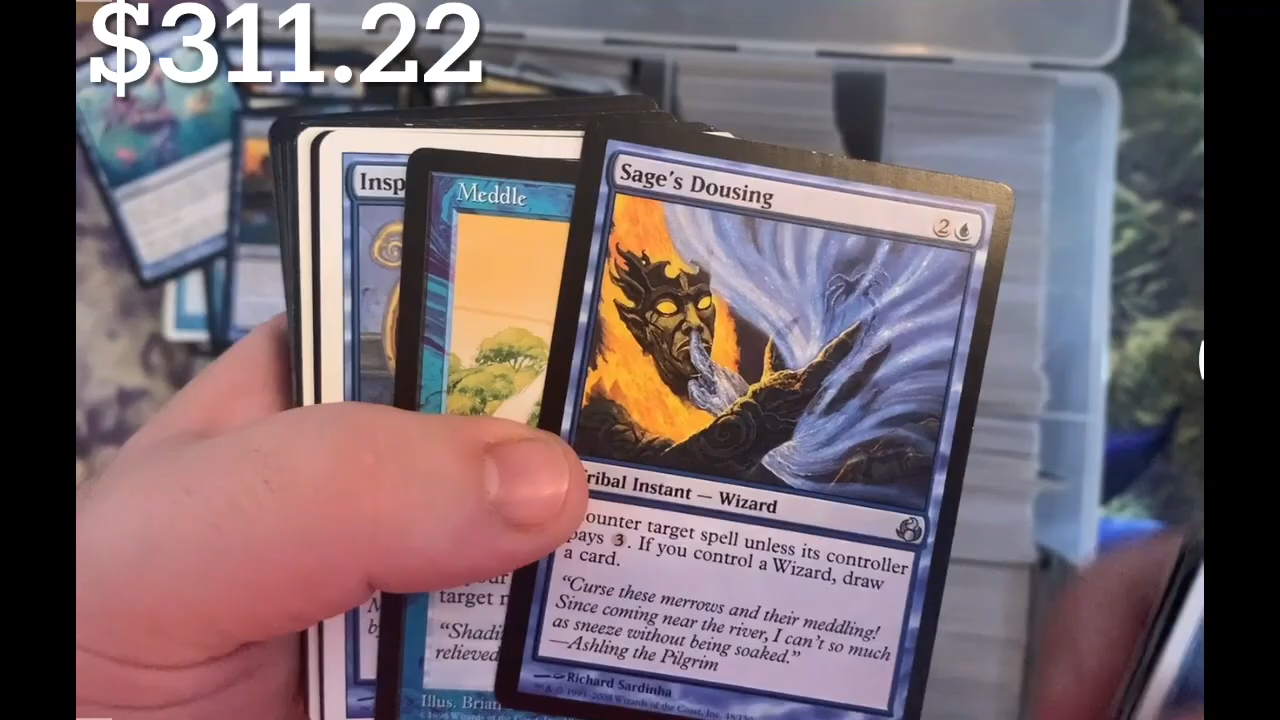 $311.22
Insp
Meddle
Sage's Dousing
2
ribal Instant — Wizard
ounter target spell unless its controller
pays 3. If you control a Wizard, draw
a card.
"Curse these merrows and their meddling!
Since coming near the river, I can't so much
as sneeze without being soaked."
—Ashling the Pilgrim
Richard Sardinha
target
"Shadi
relieved
Illus. Brian